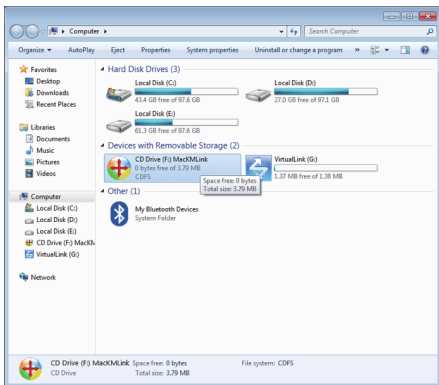 Computer
Search Computer
Organize
AutoPlay
Eject
Properties
System properties
Uninstall or change a program
»
Favorites
Desktop
Downloads
Recent Places
Libraries
Documents
Music
Pictures
Videos
Computer
Local Disk (C:)
Local Disk (D:)
Local Disk (E:)
CD Drive (F:) MacKM
VirtualLink (G:)
Network
Hard Disk Drives (3)
Local Disk (C:)
43.4 GB free of 97.6 GB
Local Disk (D:)
27.0 GB free of 97.1 GB
Local Disk (E:)
61.3 GB free of 97.6 GB
Devices with Removable Storage (2)
CD Drive (F:) MacKMLink
0 bytes free of 3.79 MB
CDFS
Space free: 0 bytes
Total size: 3.79 MB
VirtualLink (G:)
1.37 MB free of 1.38 MB
Other (1)
My Bluetooth Devices
System Folder
CD Drive (F:) MacKMLink Space free: 0 bytes File system: CDFS
CD Drive Total size: 3.79 MB